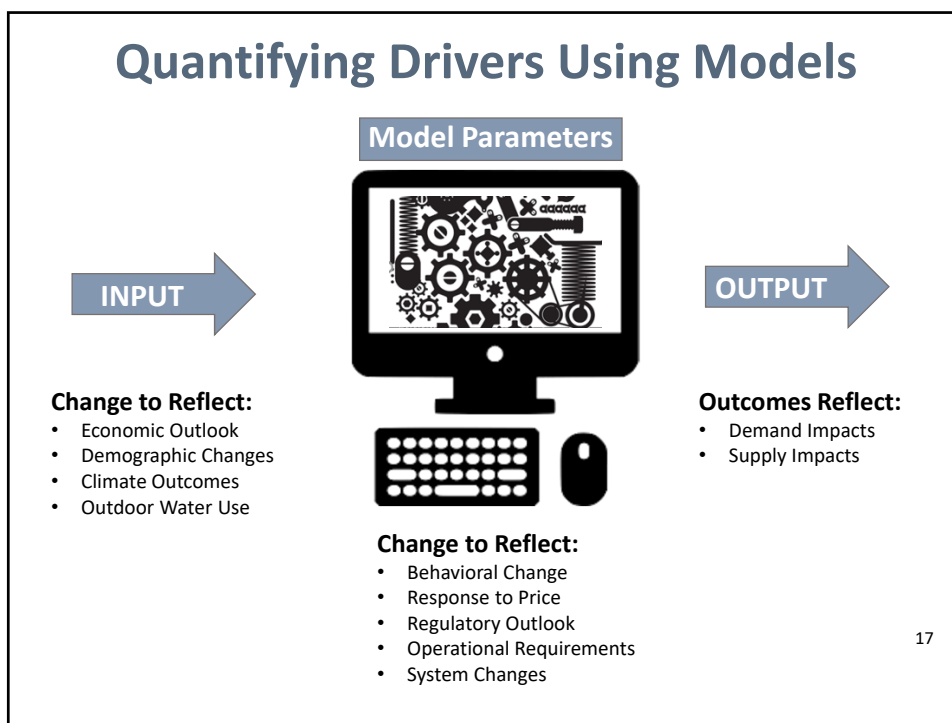 Quantifying Drivers Using Models
Model Parameters
INPUT
OUTPUT
Change to Reflect:
• Economic Outlook
• Demographic Changes
• Climate Outcomes
• Outdoor Water Use
Change to Reflect:
• Behavioral Change
• Response to Price
• Regulatory Outlook
• Operational Requirements
• System Changes
Outcomes Reflect:
• Demand Impacts
• Supply Impacts
17